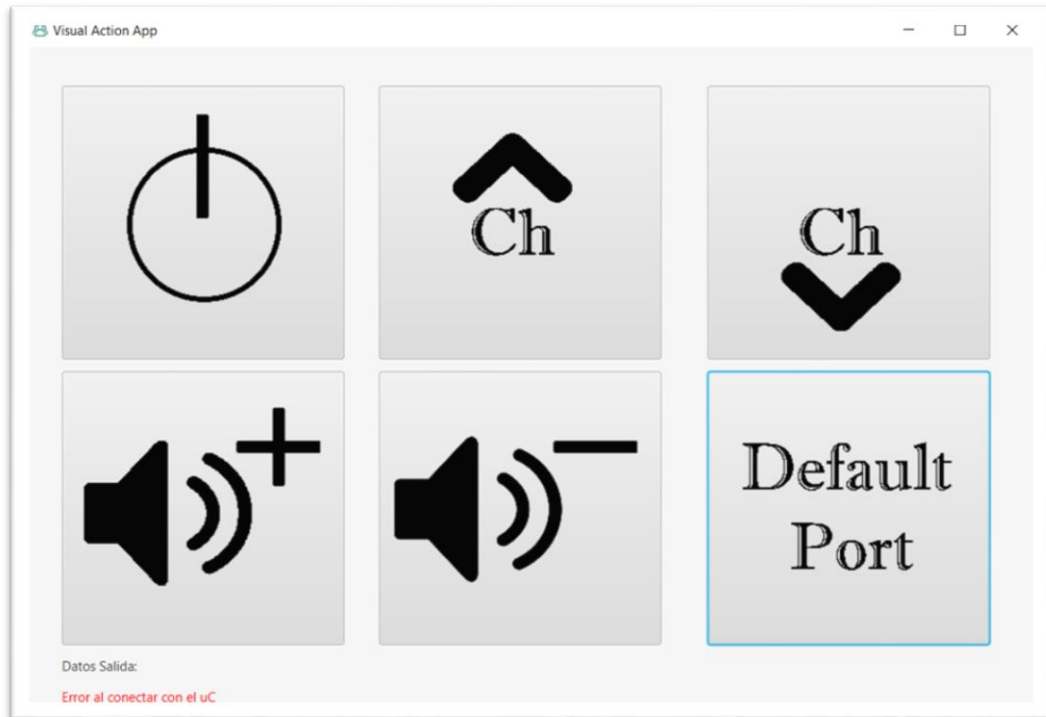 Visual Action App
Ch
Ch
Default
Port
Datos Salida:
Error al conectar con el uC